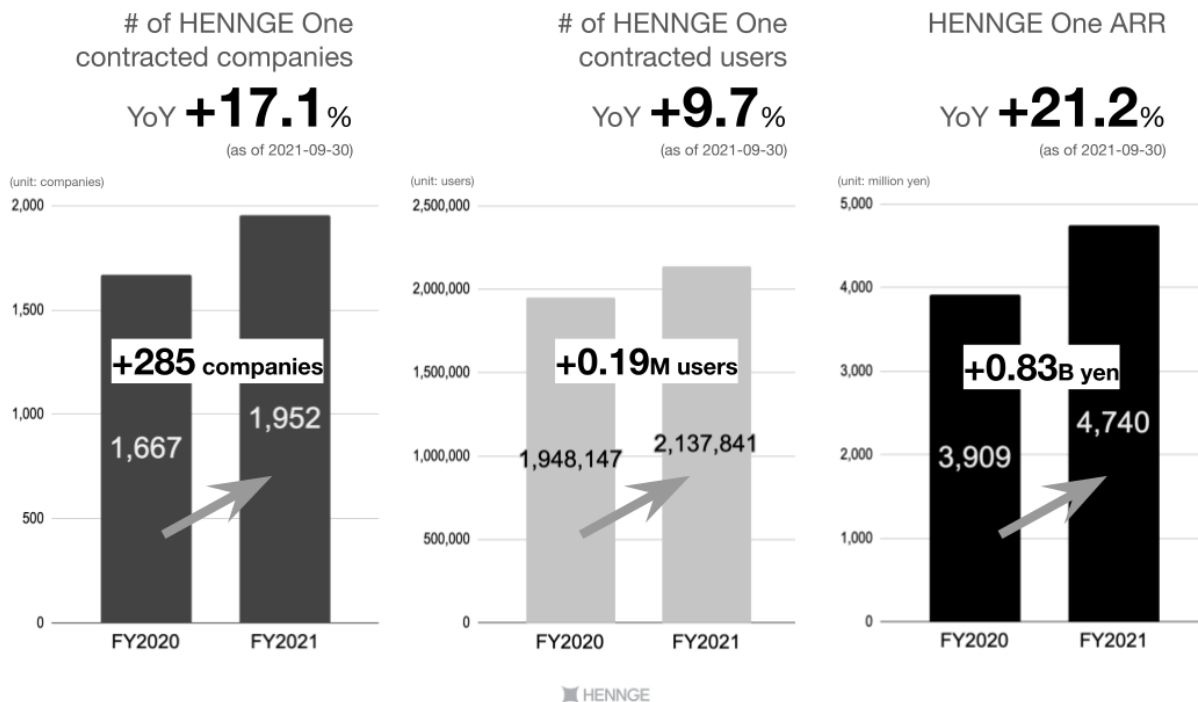 # of HENNGE One
contracted companies
YoY +17.1%
(as of 2021-09-30)
(unit: companies)
2,000
1,500
1,000
500
0
+285 companies
1,667
1,952
FY2020
FY2021
# of HENNGE One
contracted users
YoY +9.7%
(as of 2021-09-30)
(unit: users)
2,500,000
2,000,000
1,500,000
1,000,000
500,000
0
+0.19M users
1,948,147
2,137,841
FY2020
FY2021
HENNGE One ARR
YoY +21.2%
(as of 2021-09-30)
(unit: million yen)
5,000
4,000
3,000
2,000
1,000
0
+0.83B yen
3,909
4,740
FY2020
FY2021
HENNGE